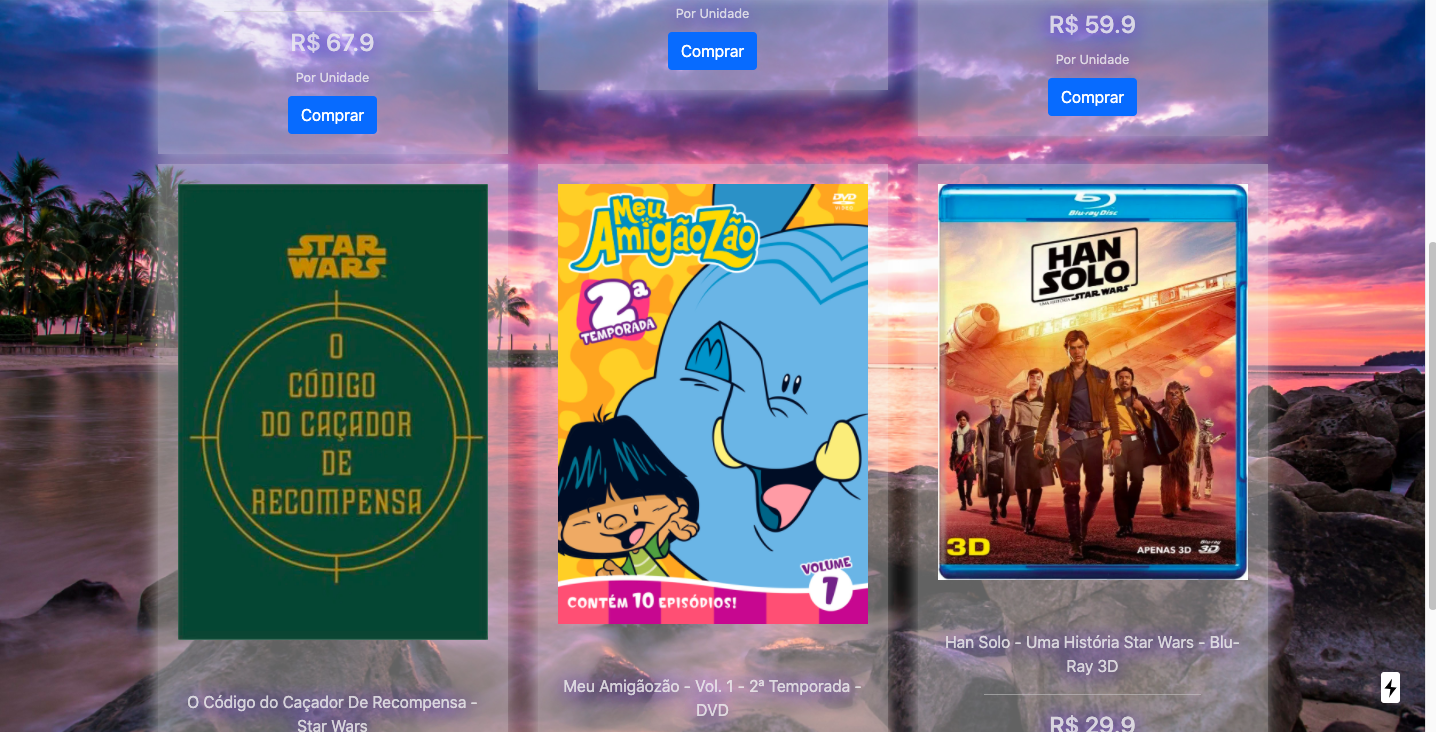 R$ 67.9
Por Unidade
Comprar
Por Unidade
Comprar
R$ 59.9
Por Unidade
Comprar
STAR
WARS
O
CÓDIGO
DO CAÇADOR
DE
RECOMPENSA
O Código do Caçador De Recompensa -
Star Wars
DVD
VIDEO
Meu
AmigãoZão
2ª
TEMPORADA
VOLUME
1
CONTÉM 10 EPISÓDIOS!
Meu Amigãozão - Vol. 1 - 2ª Temporada -
DVD
Blu-ray Disc
HAN
SOLO
UMA HISTÓRIA STAR WARS
3D
APENAS 3D
Blu-ray
3D
Han Solo - Uma História Star Wars - Blu-
Ray 3D
R$ 29.9